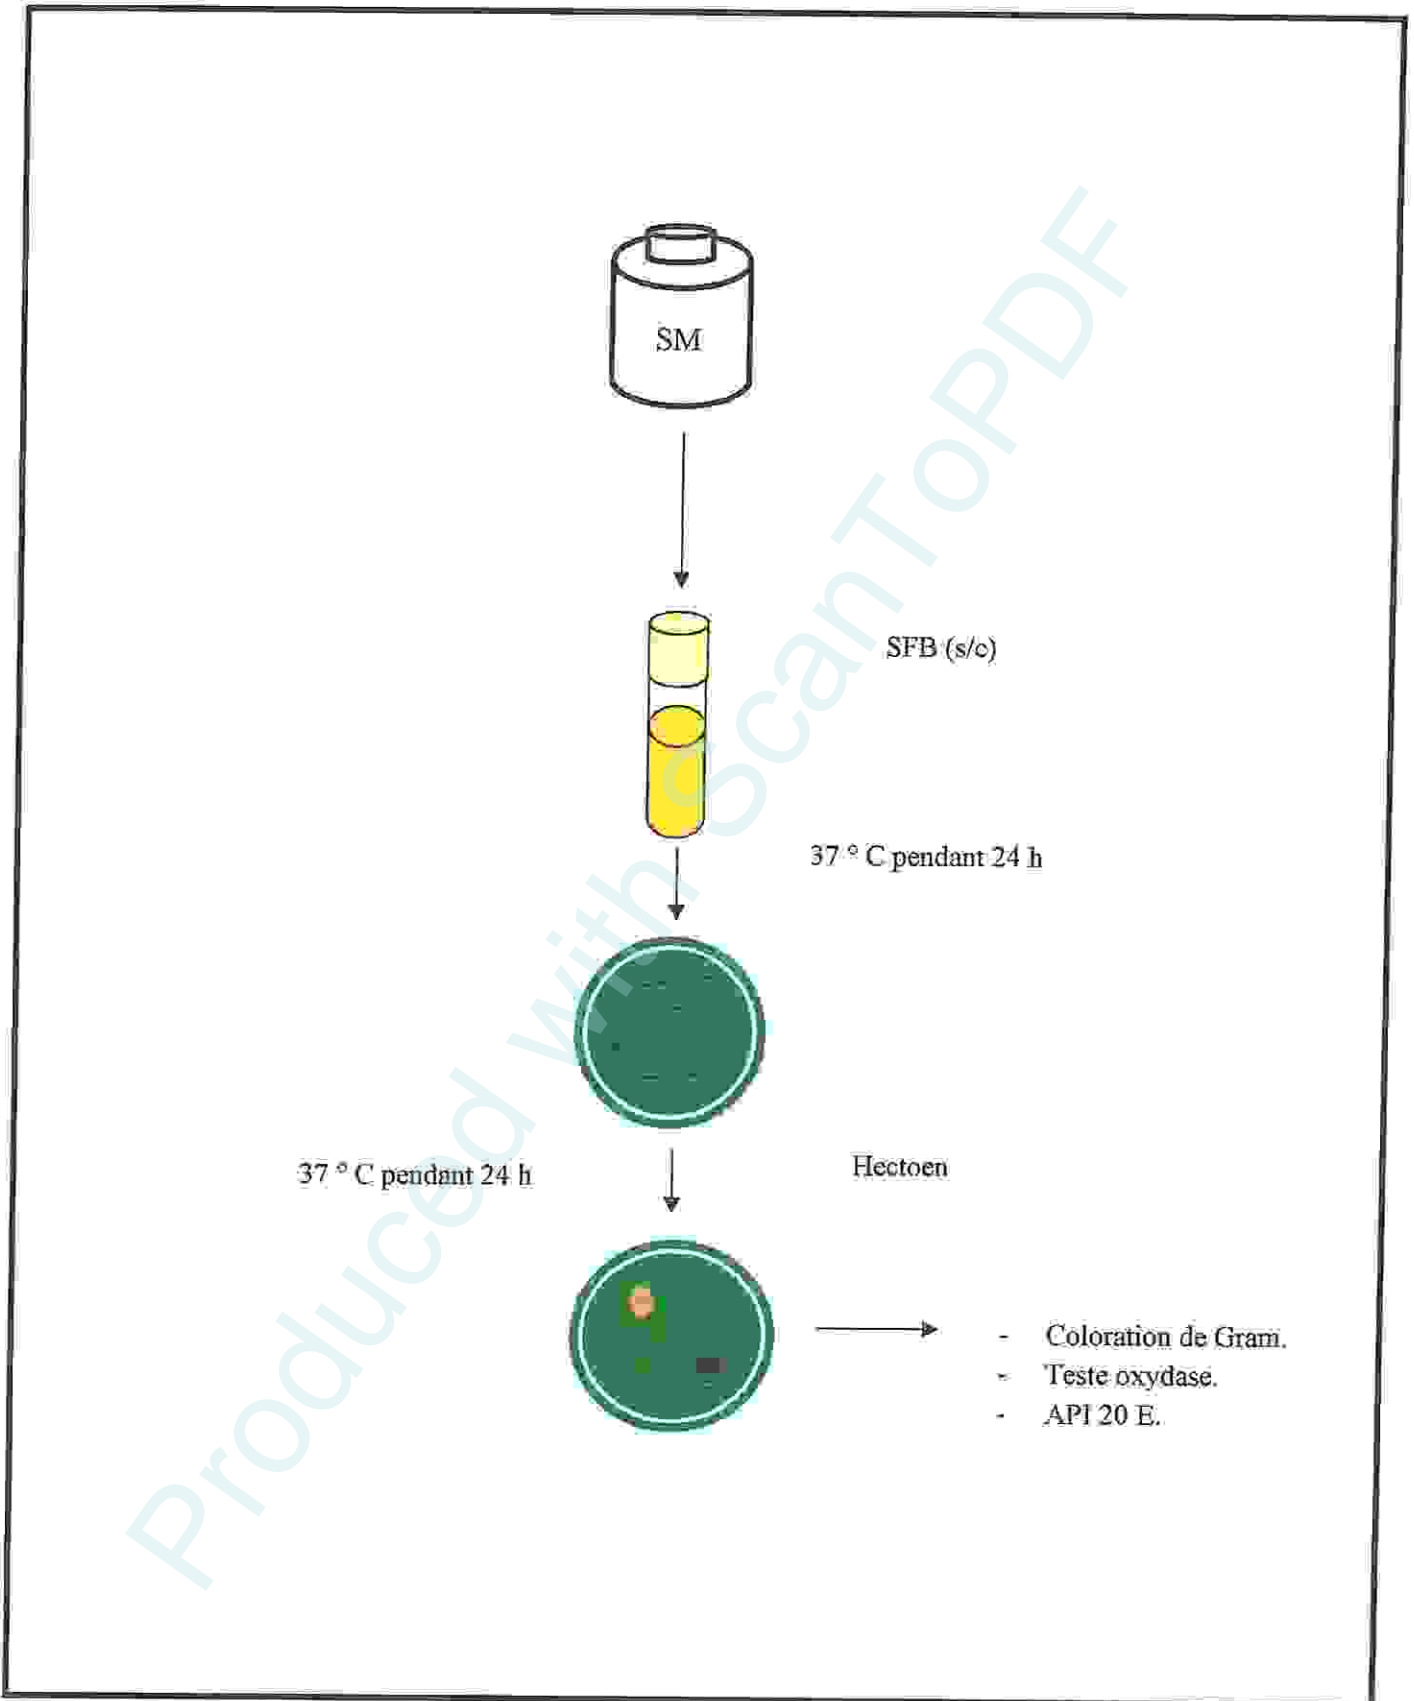 SM
SFB (s/c)
37 ° C pendant 24 h
37 ° C pendant 24 h
Hectoen
- Coloration de Gram.
- Teste oxydase.
- API 20 E.
Produced with ScanToPDF